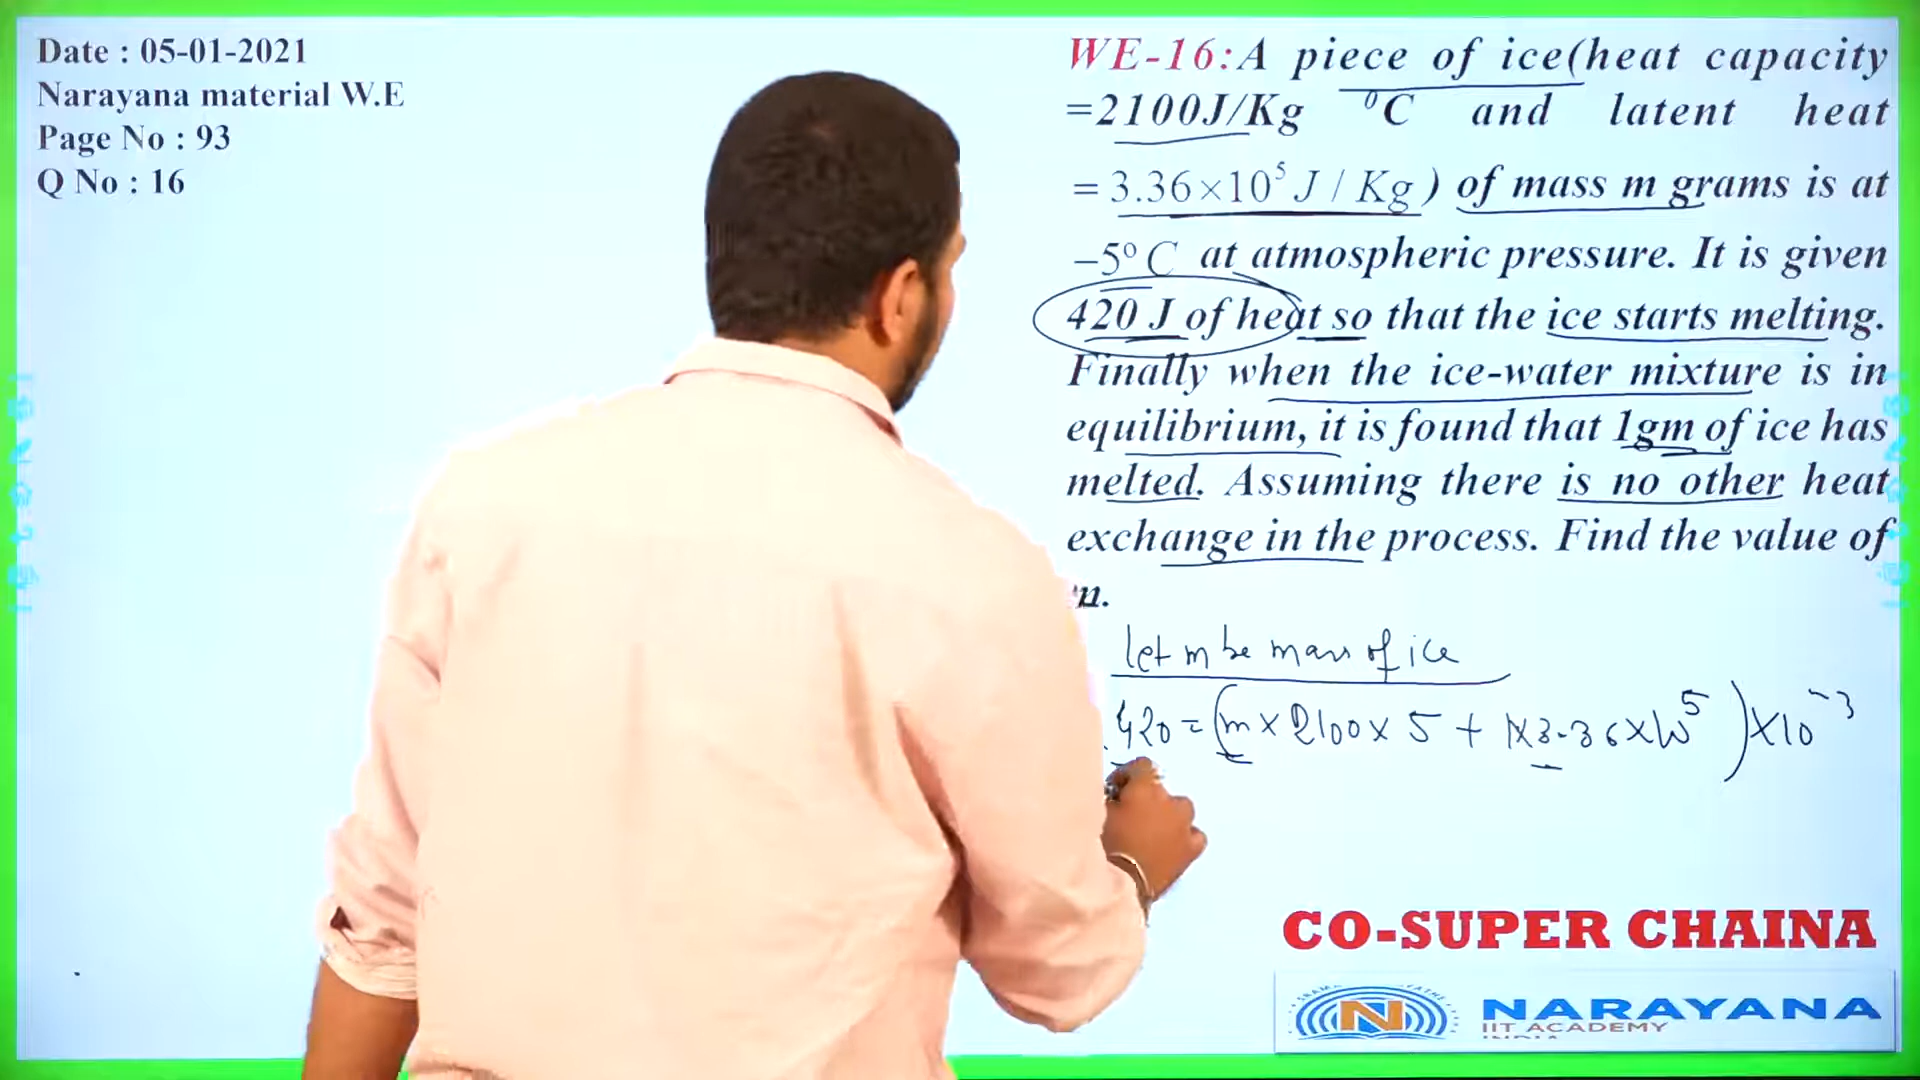 Date : 05-01-2021
Narayana material W.E
Page No : 93
Q No : 16
WE-16:A piece of ice(heat capacity
=2100J/Kg ⁰C and latent heat
= 3.36×10⁵ J / Kg ) of mass m grams is at
−5° C at atmospheric pressure. It is given
420 J of heat so that the ice starts melting.
Finally when the ice-water mixture is in
equilibrium, it is found that 1gm of ice has
melted. Assuming there is no other heat
exchange in the process. Find the value of
let m be mass of ice
420 = (m × 2100 × 5 + 1×3.36×10⁵ ) ×10⁻³
CO-SUPER CHAINA
NARAYANA
IIT ACADEMY
INDIA